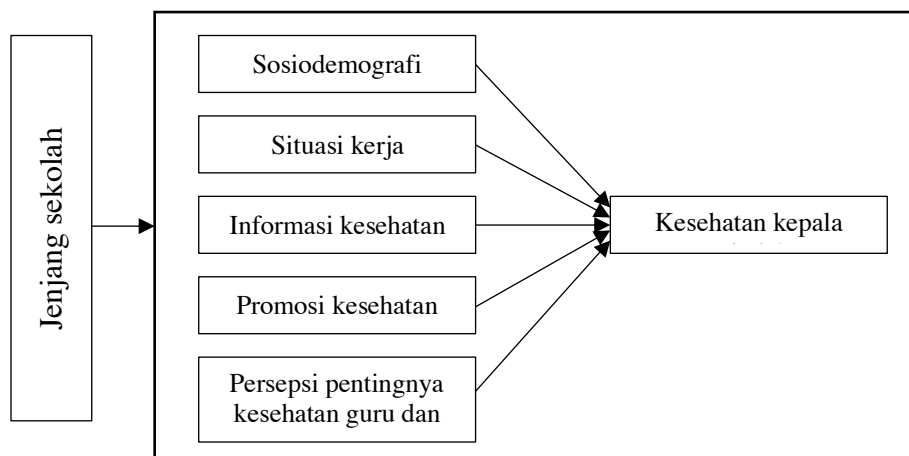 Jenjang sekolah
Sosiodemografi
Situasi kerja
Informasi kesehatan
Promosi kesehatan
Persepsi pentingnya
kesehatan guru dan
Kesehatan kepala